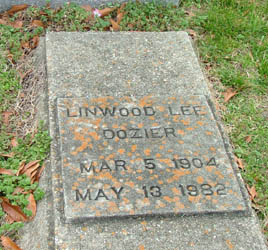 LINWOOD LEE
DOZIER
MAR. 5, 1904
MAY 13 1982